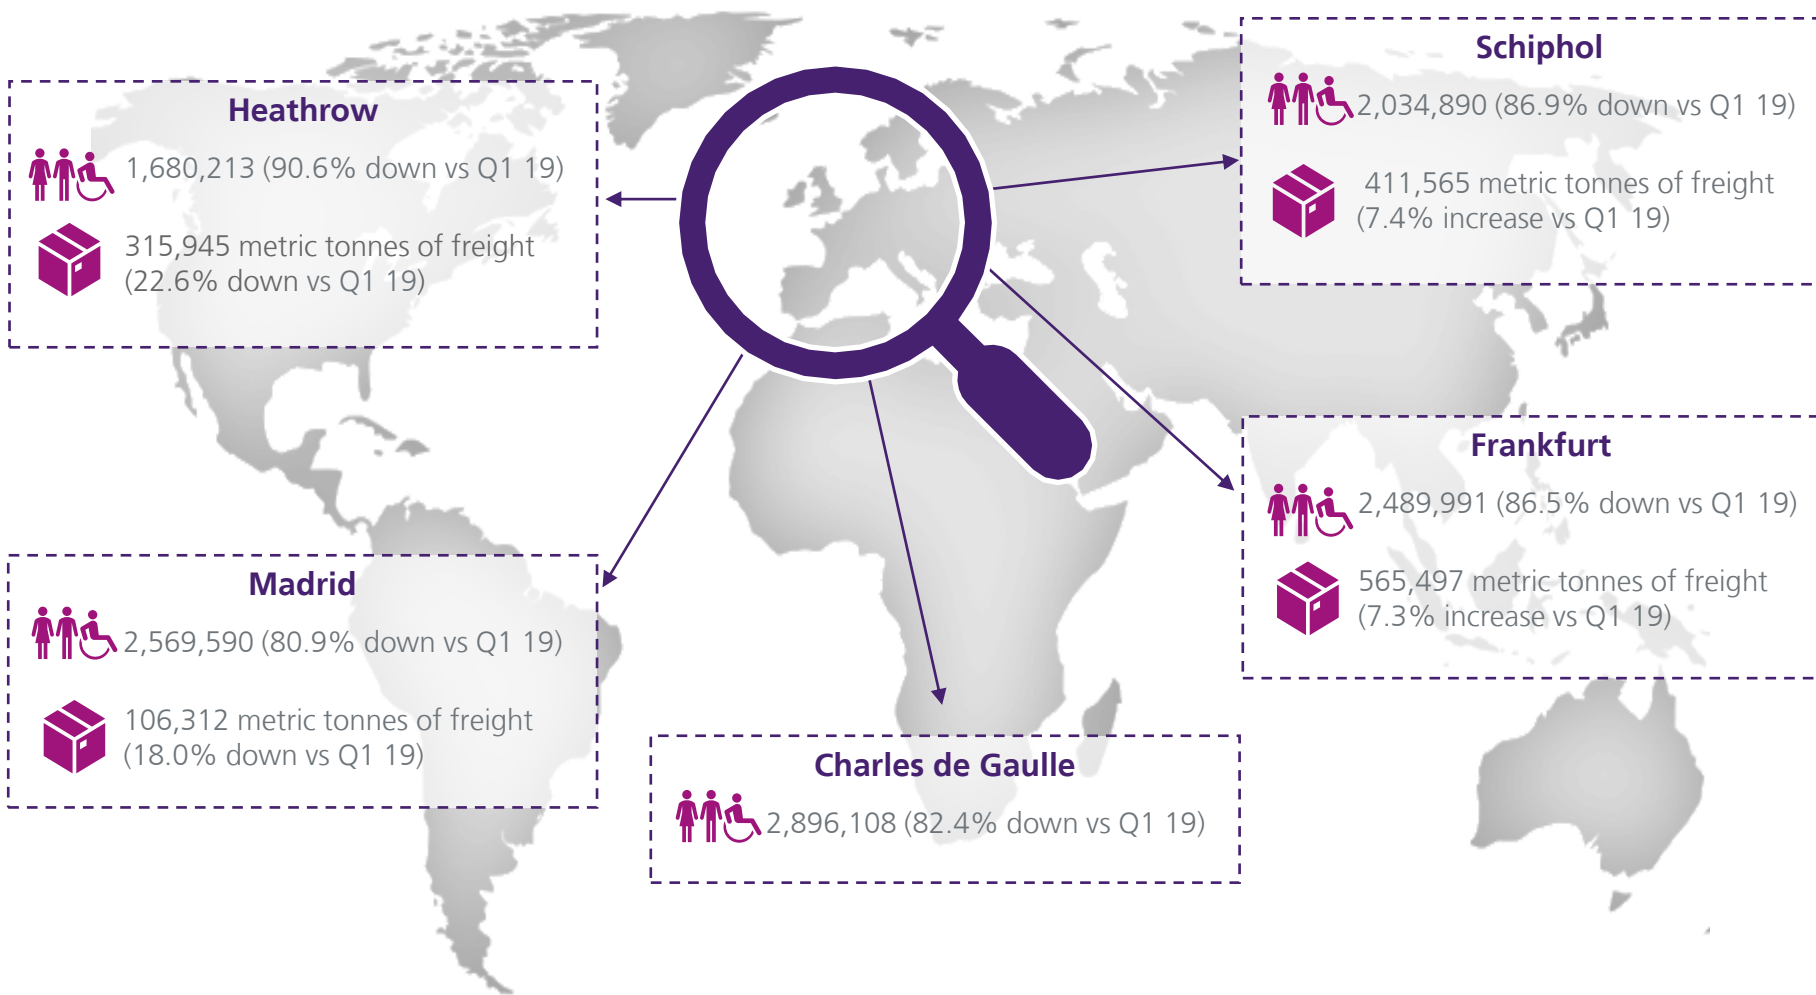 Heathrow
1,680,213 (90.6% down vs Q1 19)
315,945 metric tonnes of freight
(22.6% down vs Q1 19)
Schiphol
2,034,890 (86.9% down vs Q1 19)
411,565 metric tonnes of freight
(7.4% increase vs Q1 19)
Frankfurt
2,489,991 (86.5% down vs Q1 19)
565,497 metric tonnes of freight
(7.3% increase vs Q1 19)
Madrid
2,569,590 (80.9% down vs Q1 19)
106,312 metric tonnes of freight
(18.0% down vs Q1 19)
Charles de Gaulle
2,896,108 (82.4% down vs Q1 19)